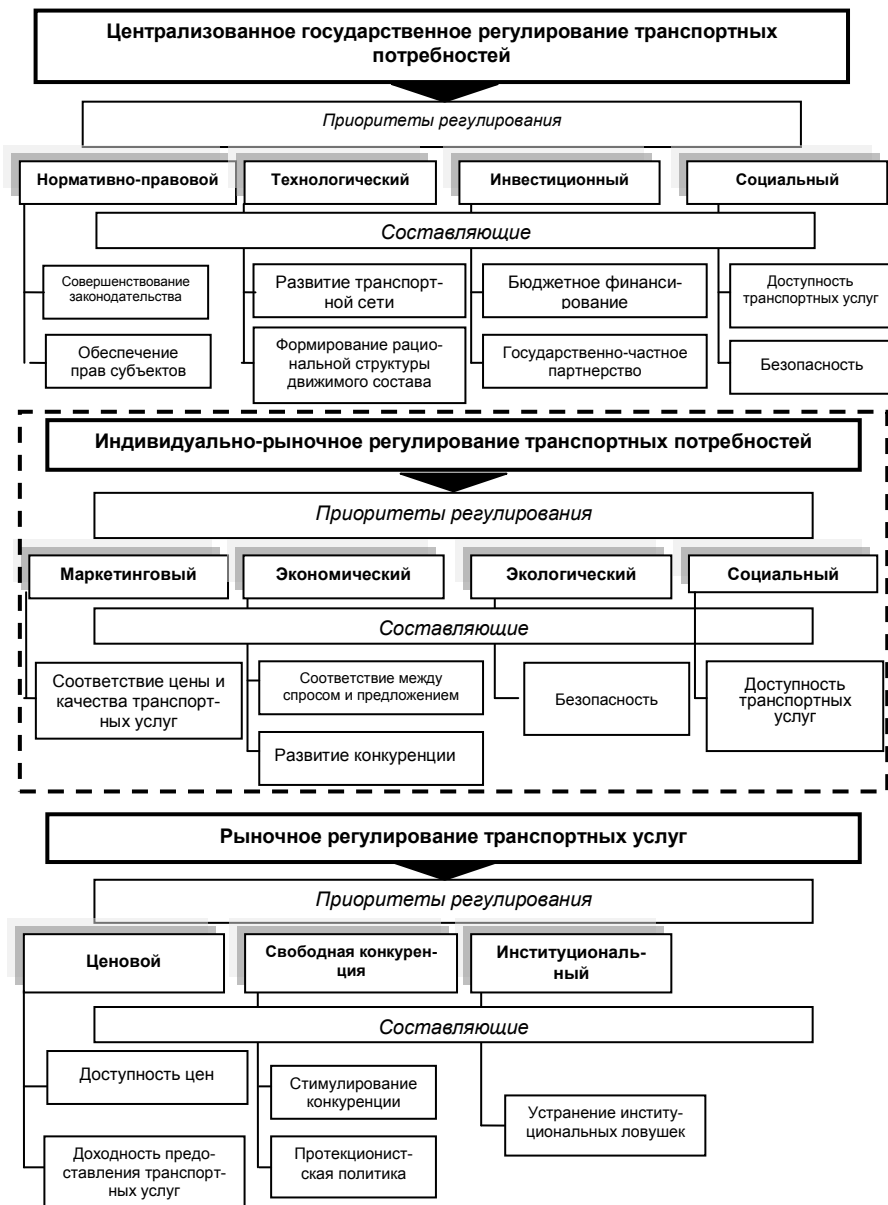 Централизованное государственное регулирование транспортных
потребностей
Приоритеты регулирования
Нормативно-правовой
Технологический
Инвестиционный
Социальный
Составляющие
Совершенствование
законодательства
Развитие транспорт-
ной сети
Бюджетное финанси-
рование
Доступность
транспортных услуг
Обеспечение
прав субъектов
Формирование рацио-
нальной структуры
движимого состава
Государственно-частное
партнерство
Безопасность
Индивидуально-рыночное регулирование транспортных потребностей
Приоритеты регулирования
Маркетинговый
Экономический
Экологический
Социальный
Составляющие
Соответствие цены и
качества транспорт-
ных услуг
Соответствие между
спросом и предложением
Развитие конкуренции
Безопасность
Доступность
транспортных
услуг
Рыночное регулирование транспортных услуг
Приоритеты регулирования
Ценовой
Свободная конкурен-
ция
Институциональ-
ный
Составляющие
Доступность цен
Доходность предо-
ставления транспорт-
ных услуг
Стимулирование
конкуренции
Протекционист-
ская политика
Устранение институ-
циональных ловушек